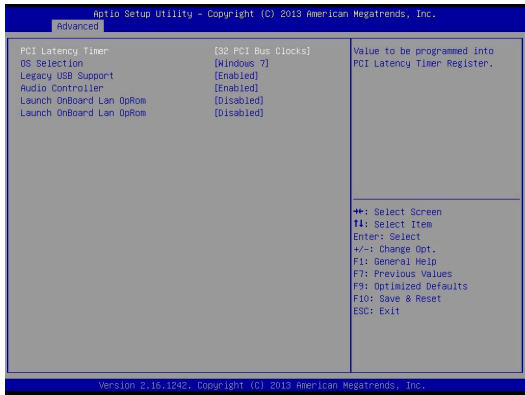 Aptio Setup Utility - Copyright (C) 2013 American Megatrends, Inc.
Advanced
PCI Latency Timer [32 PCI Bus Clocks]
OS Selection [Windows 7]
Legacy USB Support [Enabled]
Audio Controller [Enabled]
Launch OnBoard Lan OpRom [Disabled]
Launch OnBoard Lan OpRom [Disabled]
Value to be programmed into
PCI Latency Timer Register.
→←: Select Screen
↑↓: Select Item
Enter: Select
+/-: Change Opt.
F1: General Help
F7: Previous Values
F9: Optimized Defaults
F10: Save & Reset
ESC: Exit
Version 2.16.1242. Copyright (C) 2013 American Megatrends, Inc.